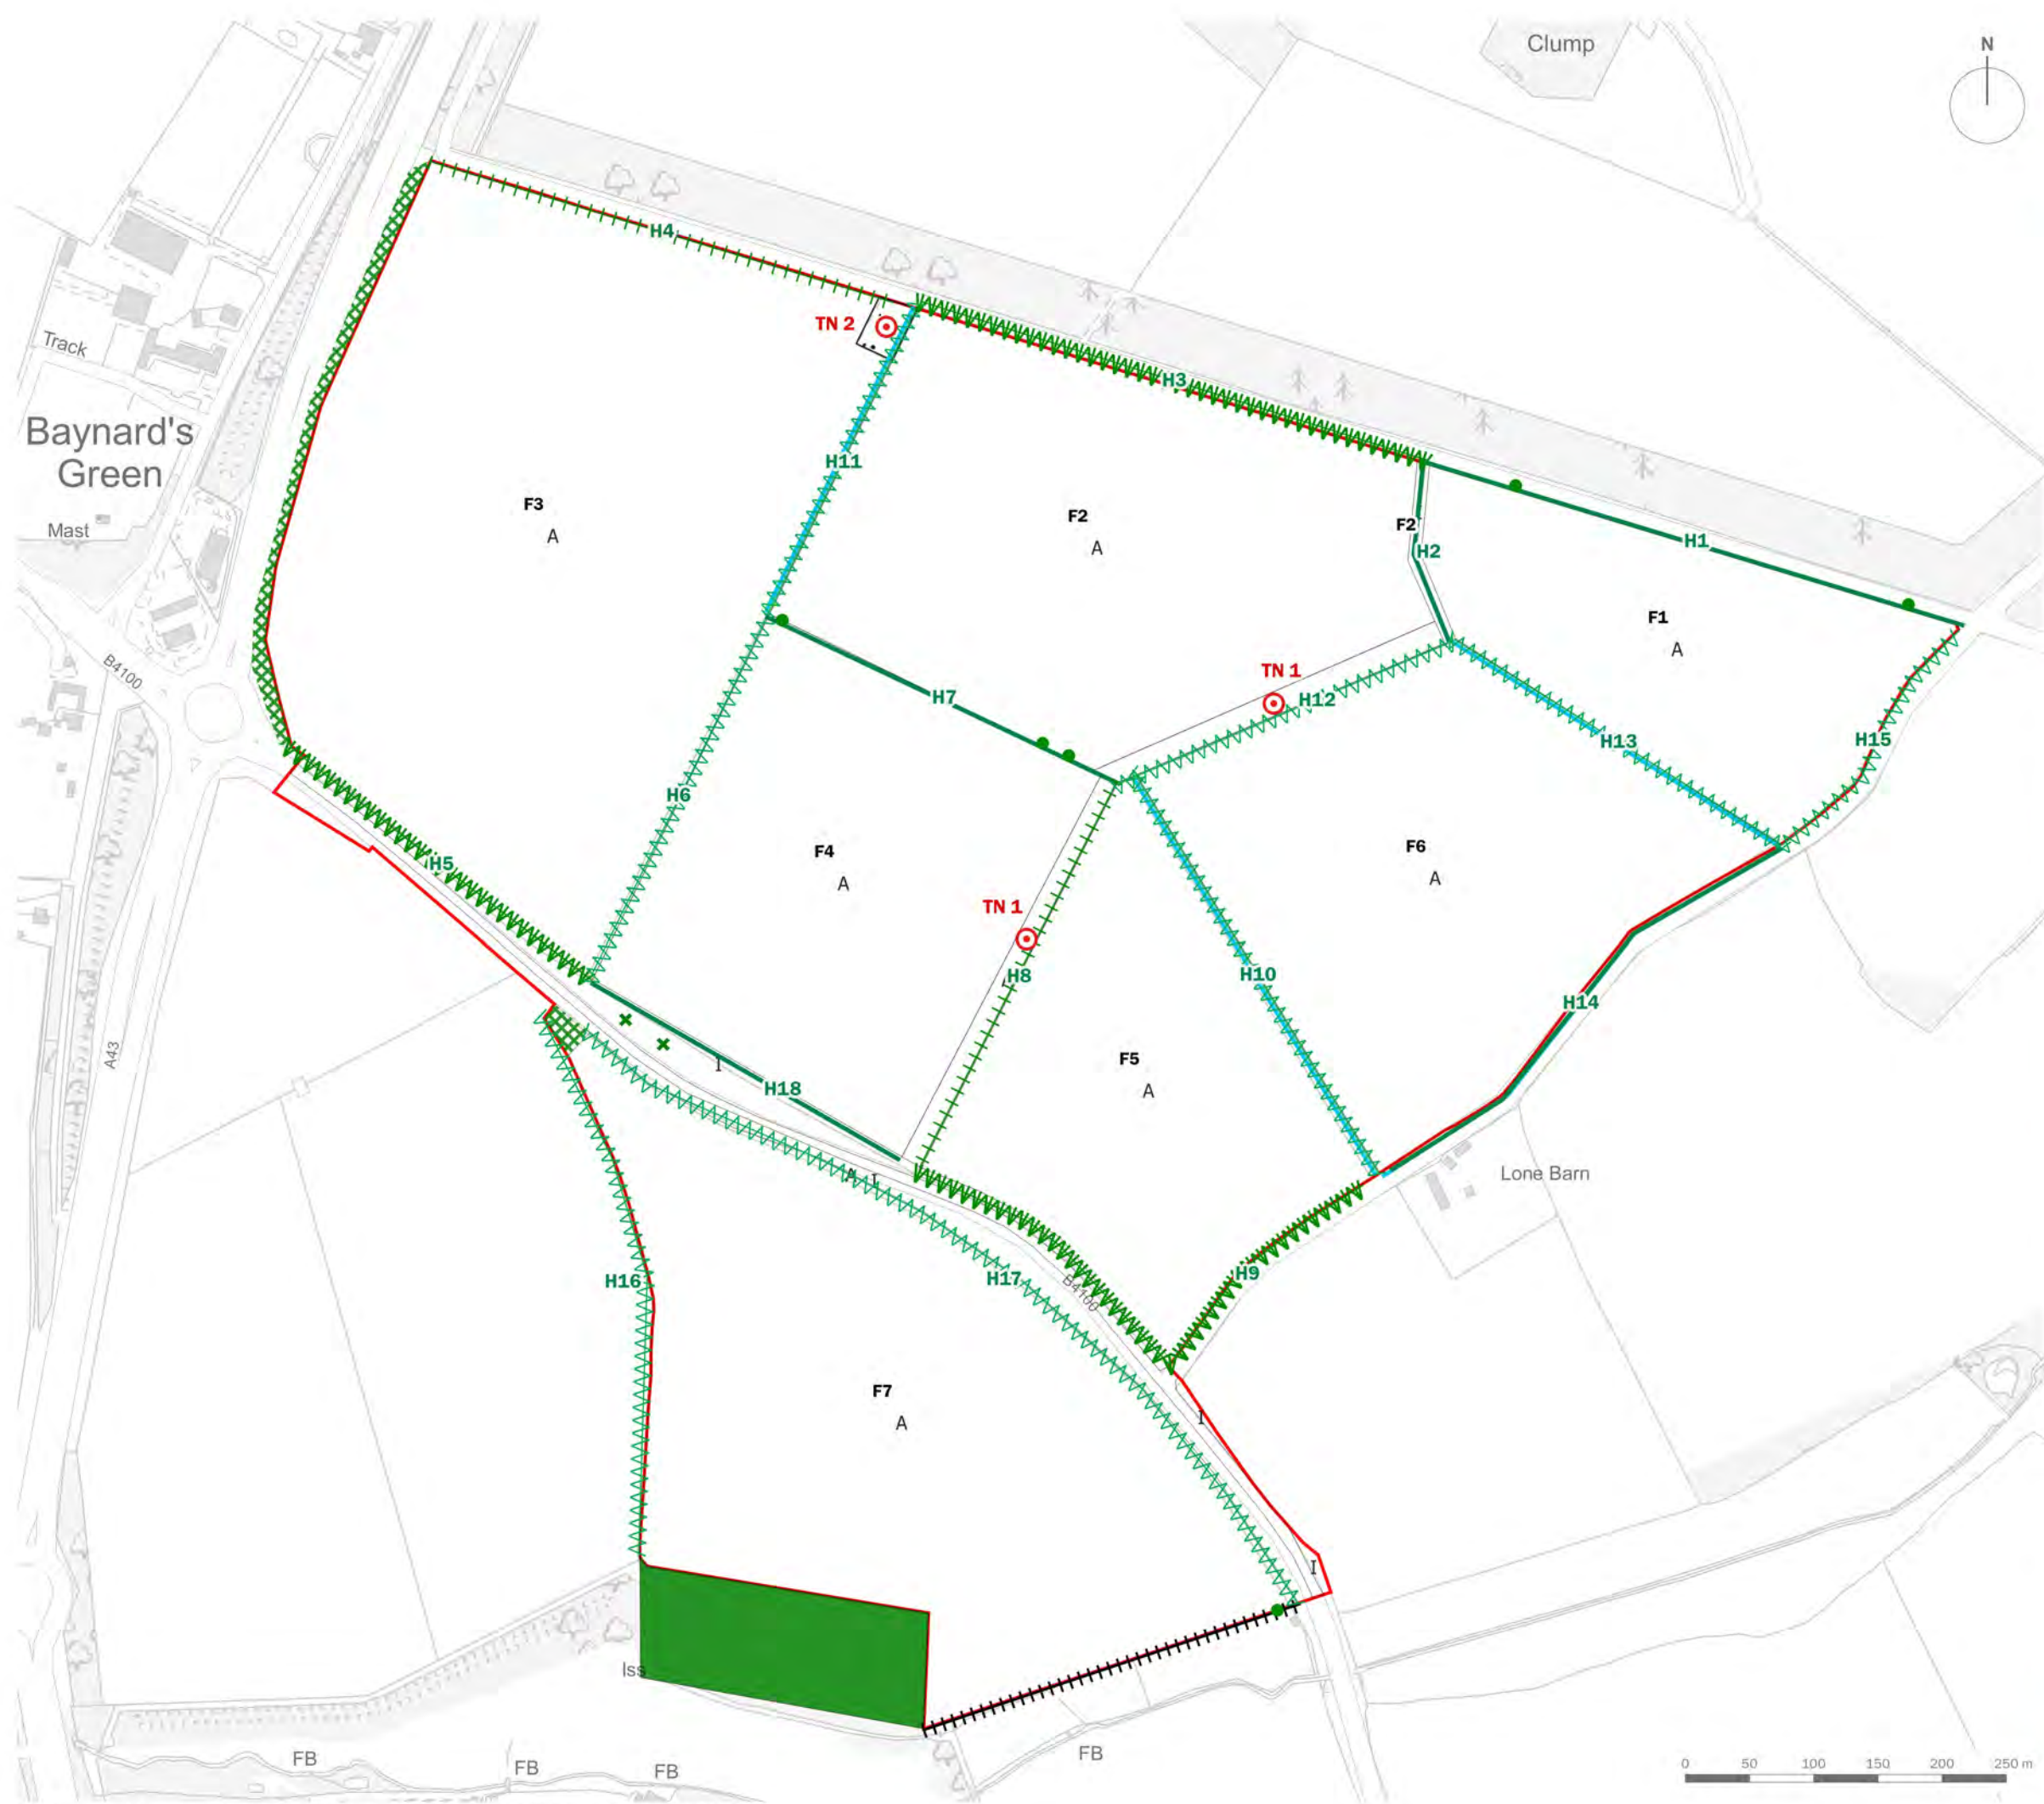 Clump
N
H4
TN 2
Track
H3
Baynard's
Green
H11
F3
A
F2
A
F2
H2
H1
Mast
F1
A
B4100
TN 1
H12
H7
H13
H15
H6
F4
A
F6
A
H5
TN 1
H8
H10
H14
A43
F5
A
I
H18
Lone Barn
A
I
H16
H17
H9
B4100
F7
A
I
I
Iss
FB
FB
FB
FB
0 50 100 150 200 250 m